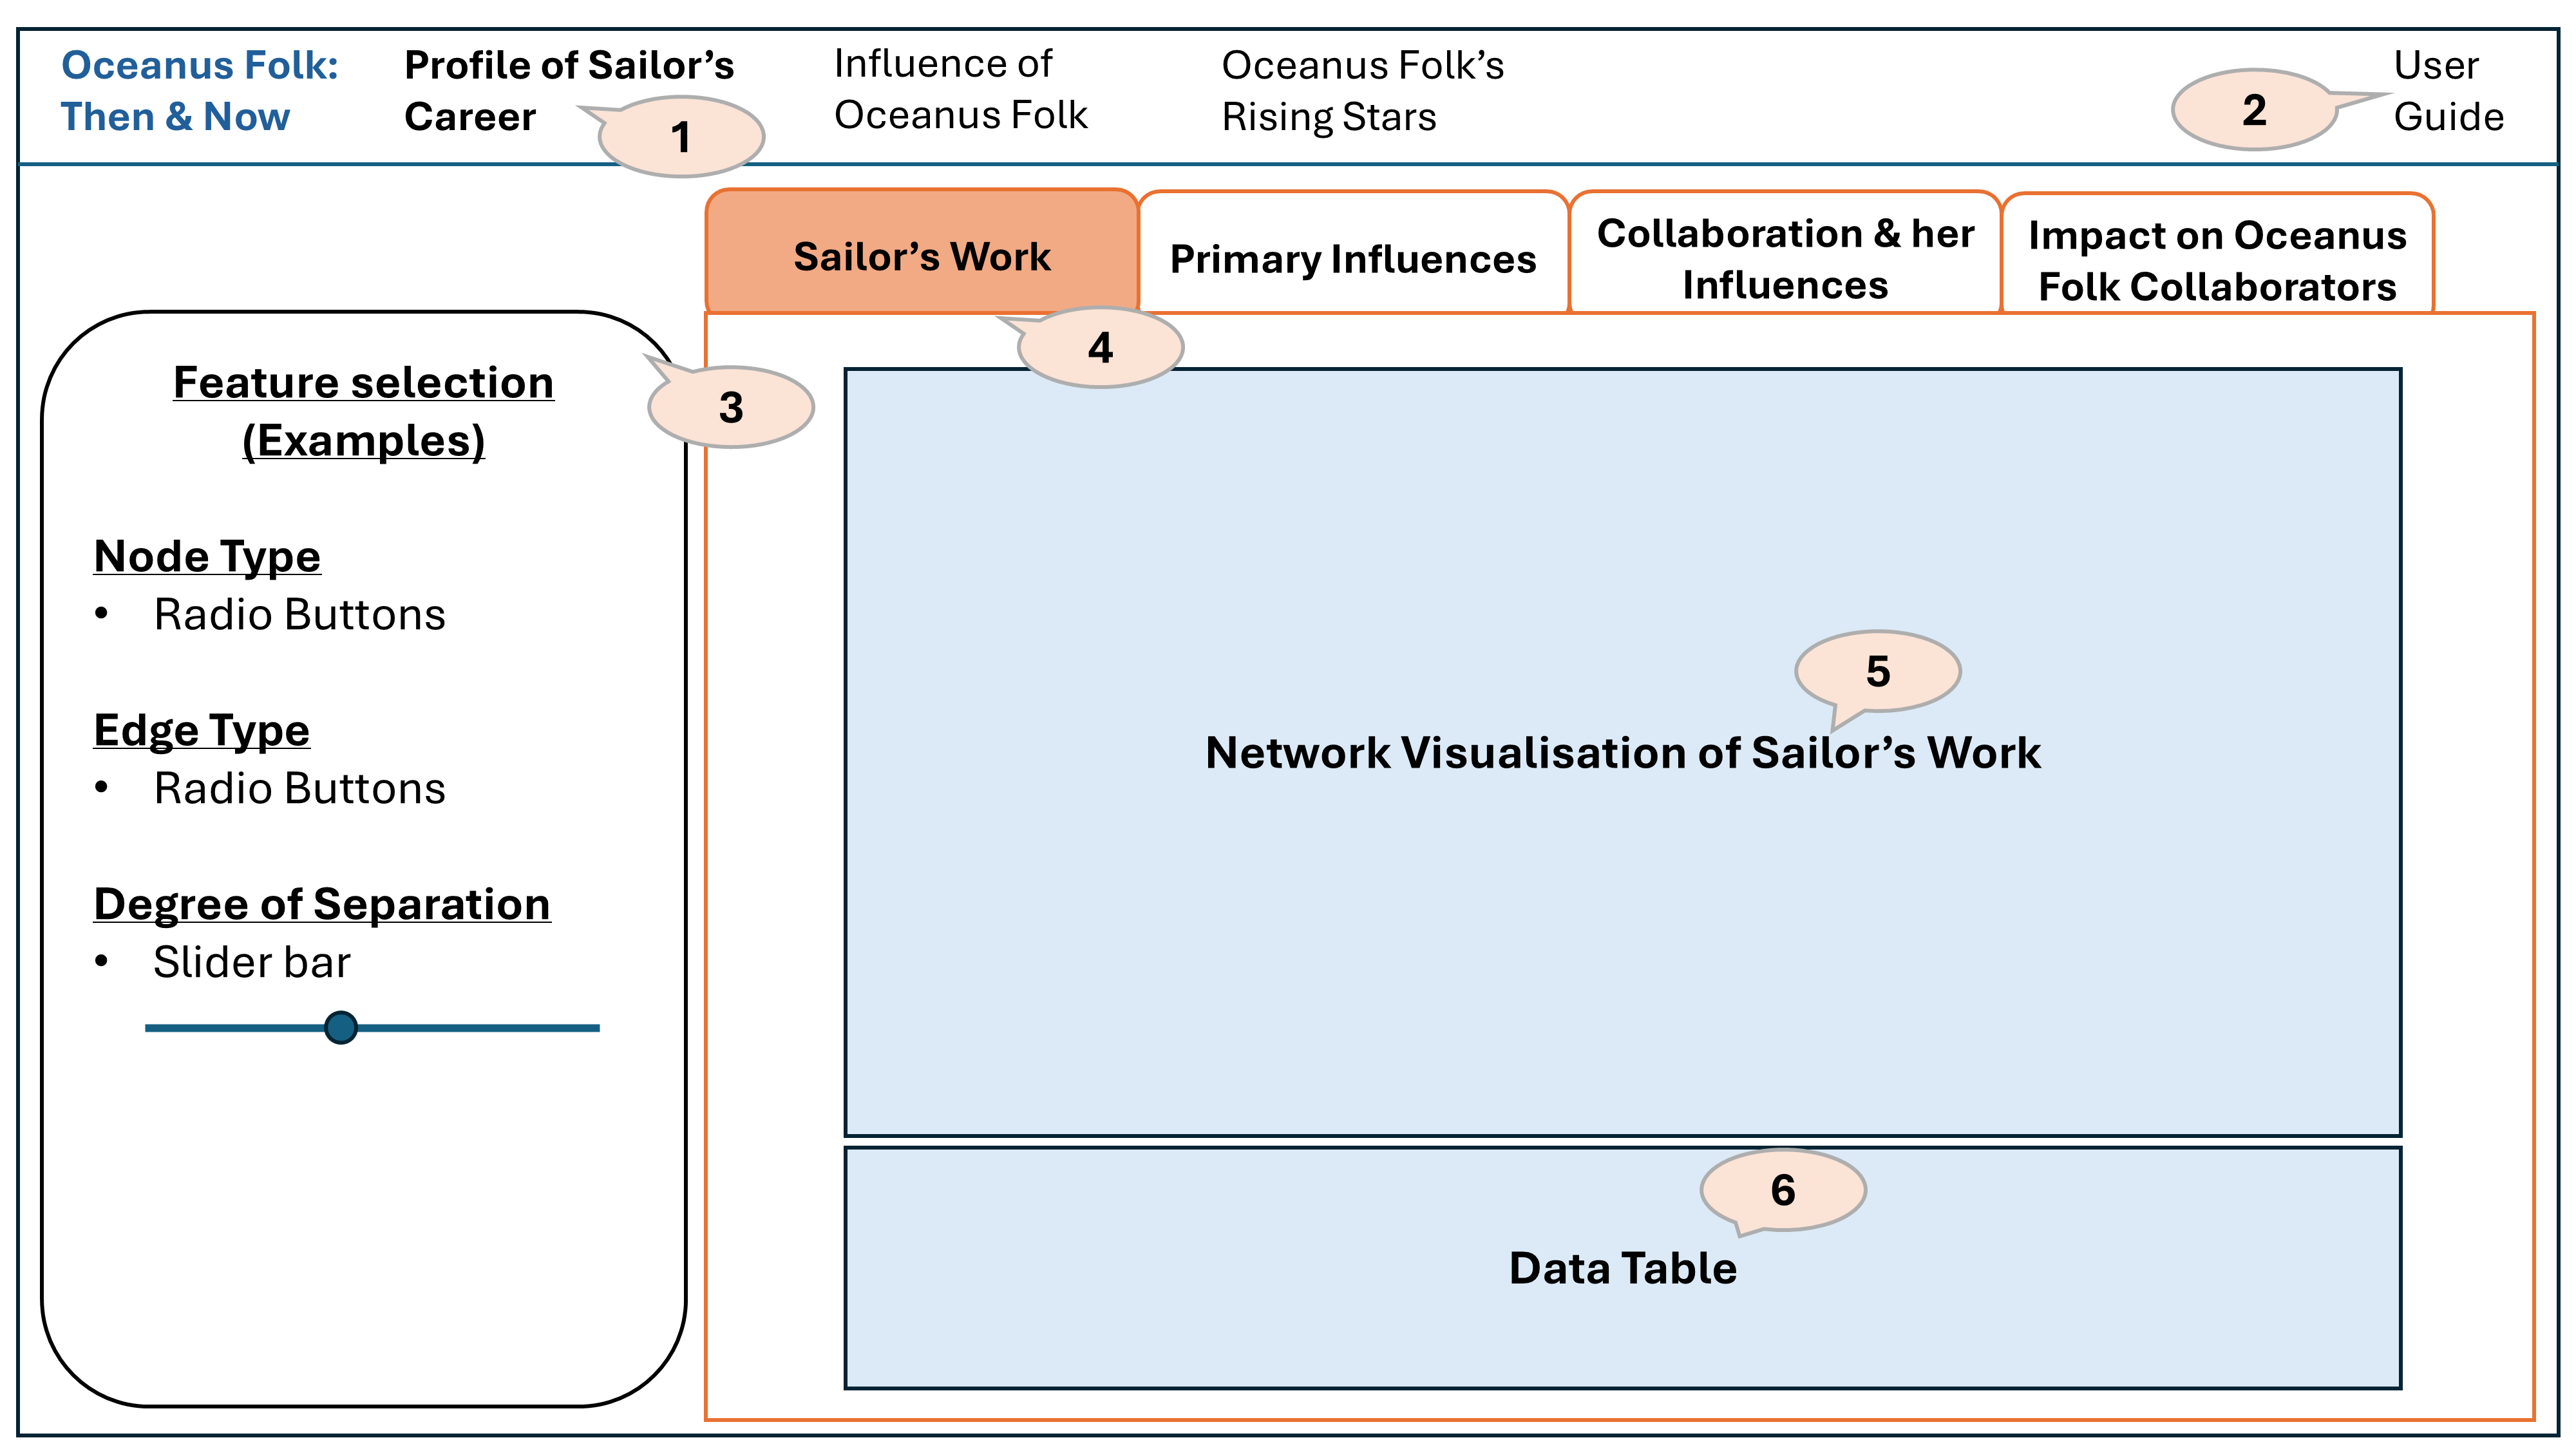 Oceanus Folk:
Then & Now
Profile of Sailor’s
Career
Influence of
Oceanus Folk
Oceanus Folk’s
Rising Stars
User
Guide
1
2
Sailor’s Work
Primary Influences
Collaboration & her
Influences
Impact on Oceanus
Folk Collaborators
3
4
Feature selection
(Examples)
Node Type
• Radio Buttons
Edge Type
• Radio Buttons
Degree of Separation
• Slider bar
5
Network Visualisation of Sailor’s Work
6
Data Table